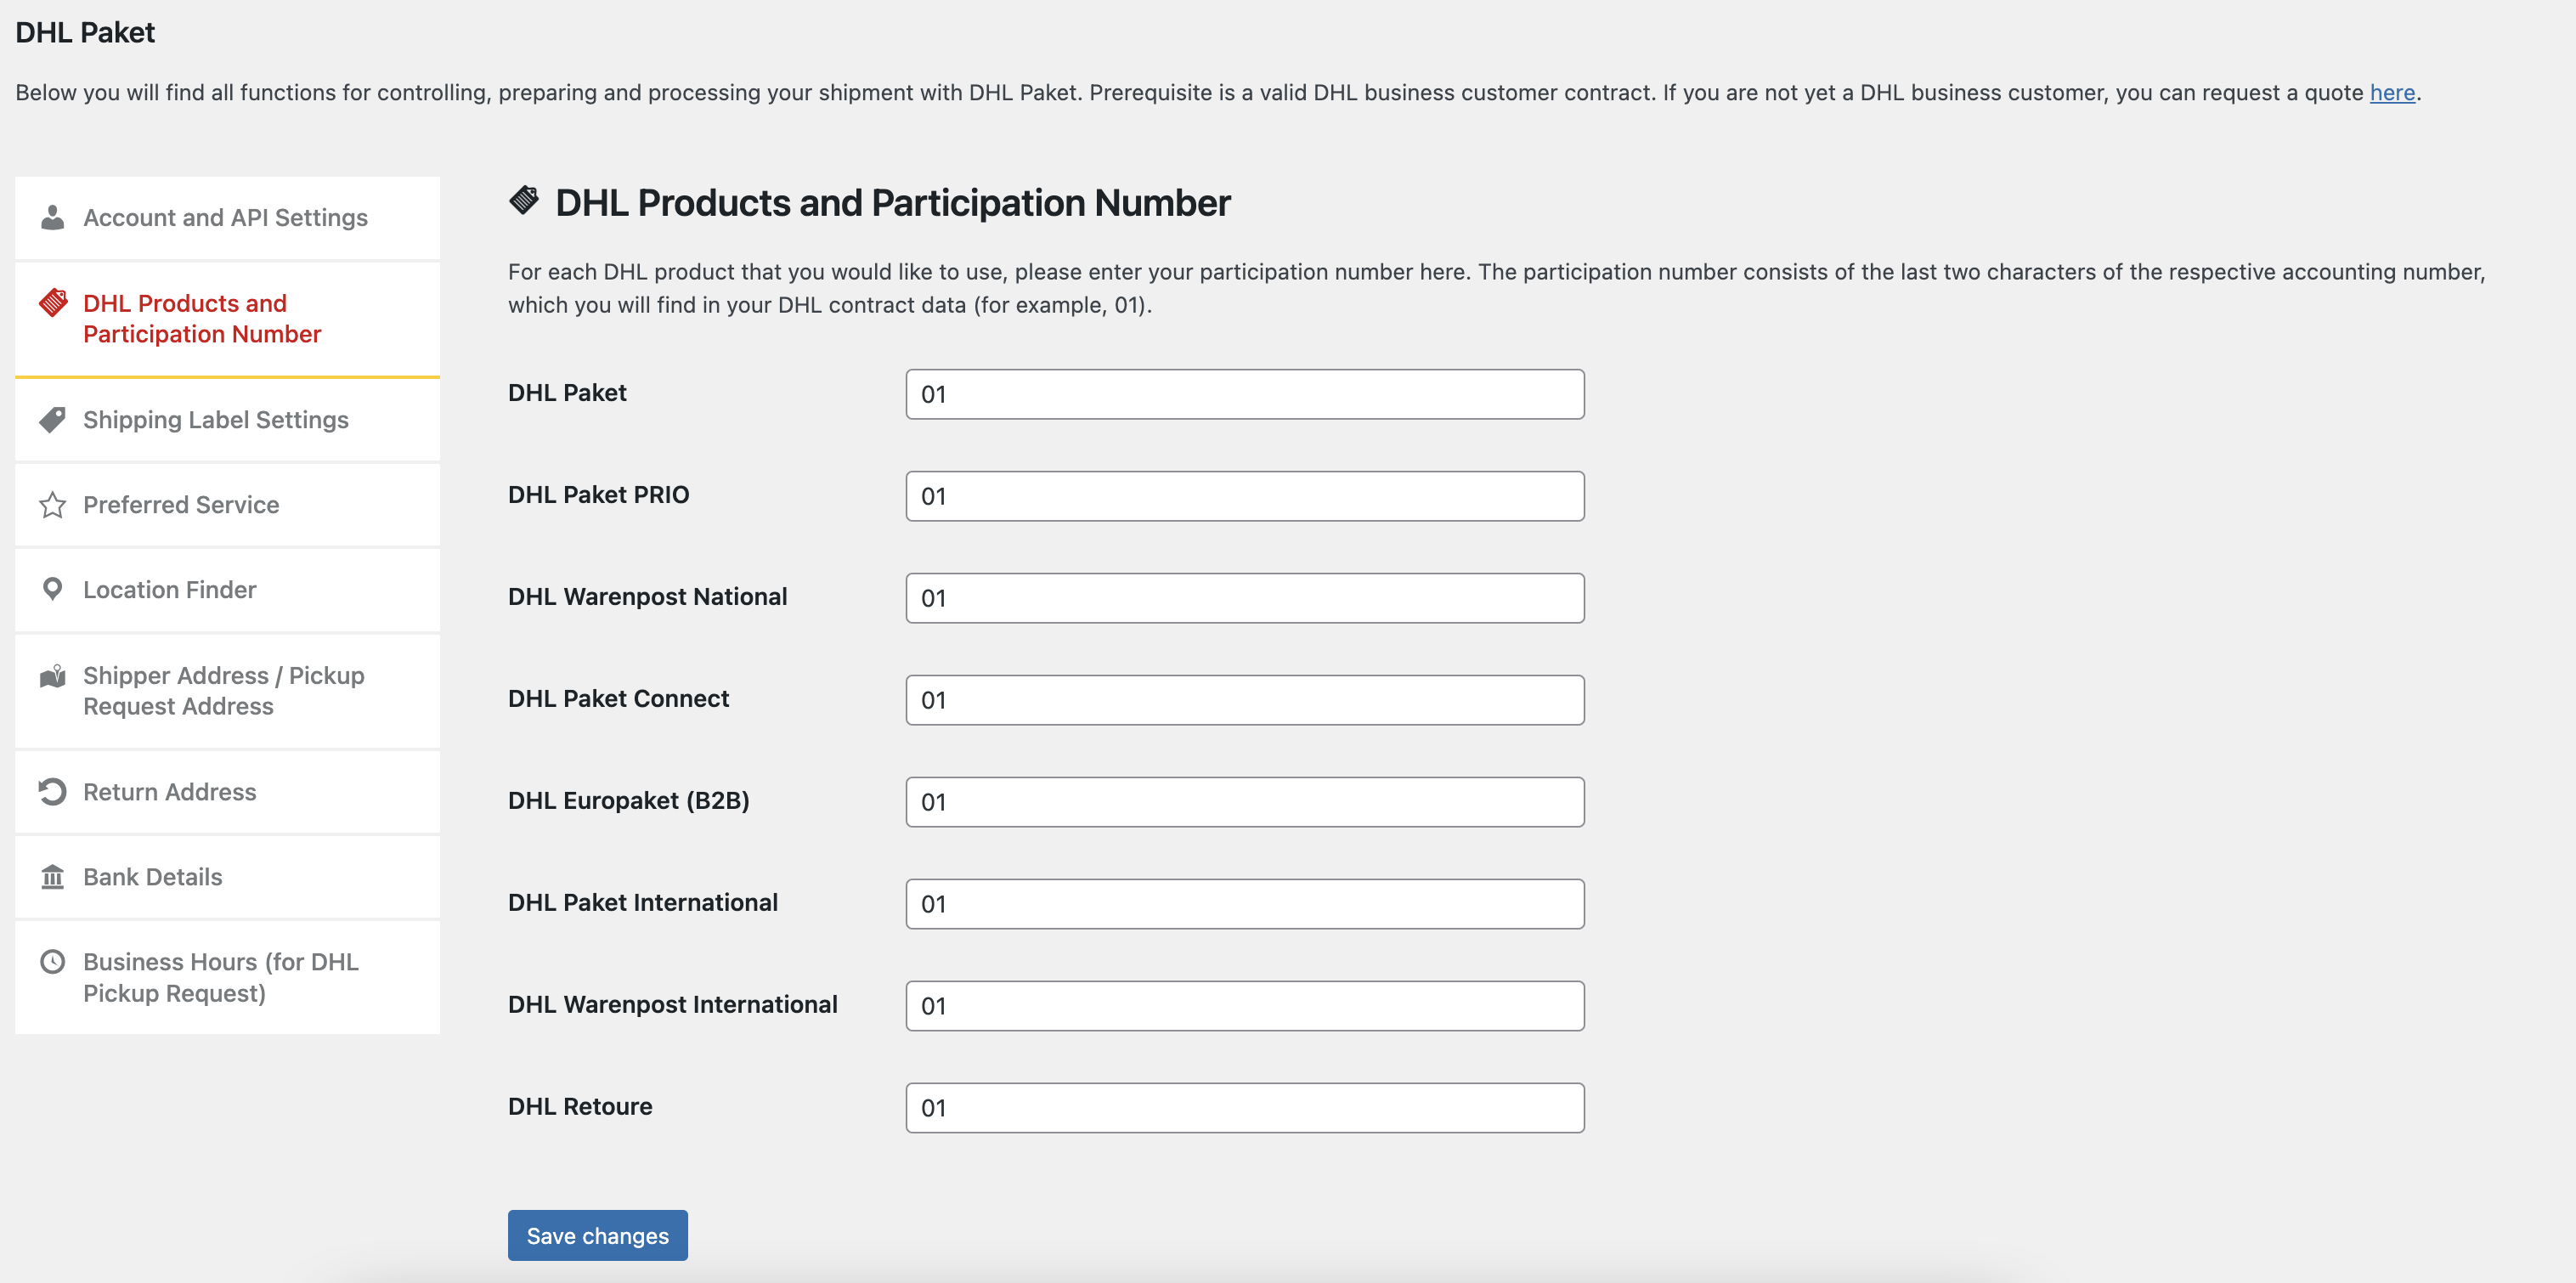 DHL Paket
Below you will find all functions for controlling, preparing and processing your shipment with DHL Paket. Prerequisite is a valid DHL business customer contract. If you are not yet a DHL business customer, you can request a quote here.
Account and API Settings
DHL Products and
Participation Number
Shipping Label Settings
Preferred Service
Location Finder
Shipper Address / Pickup
Request Address
Return Address
Bank Details
Business Hours (for DHL
Pickup Request)
DHL Products and Participation Number
For each DHL product that you would like to use, please enter your participation number here. The participation number consists of the last two characters of the respective accounting number,
which you will find in your DHL contract data (for example, 01).
DHL Paket 01
DHL Paket PRIO 01
DHL Warenpost National 01
DHL Paket Connect 01
DHL Europaket (B2B) 01
DHL Paket International 01
DHL Warenpost International 01
DHL Retoure 01
Save changes